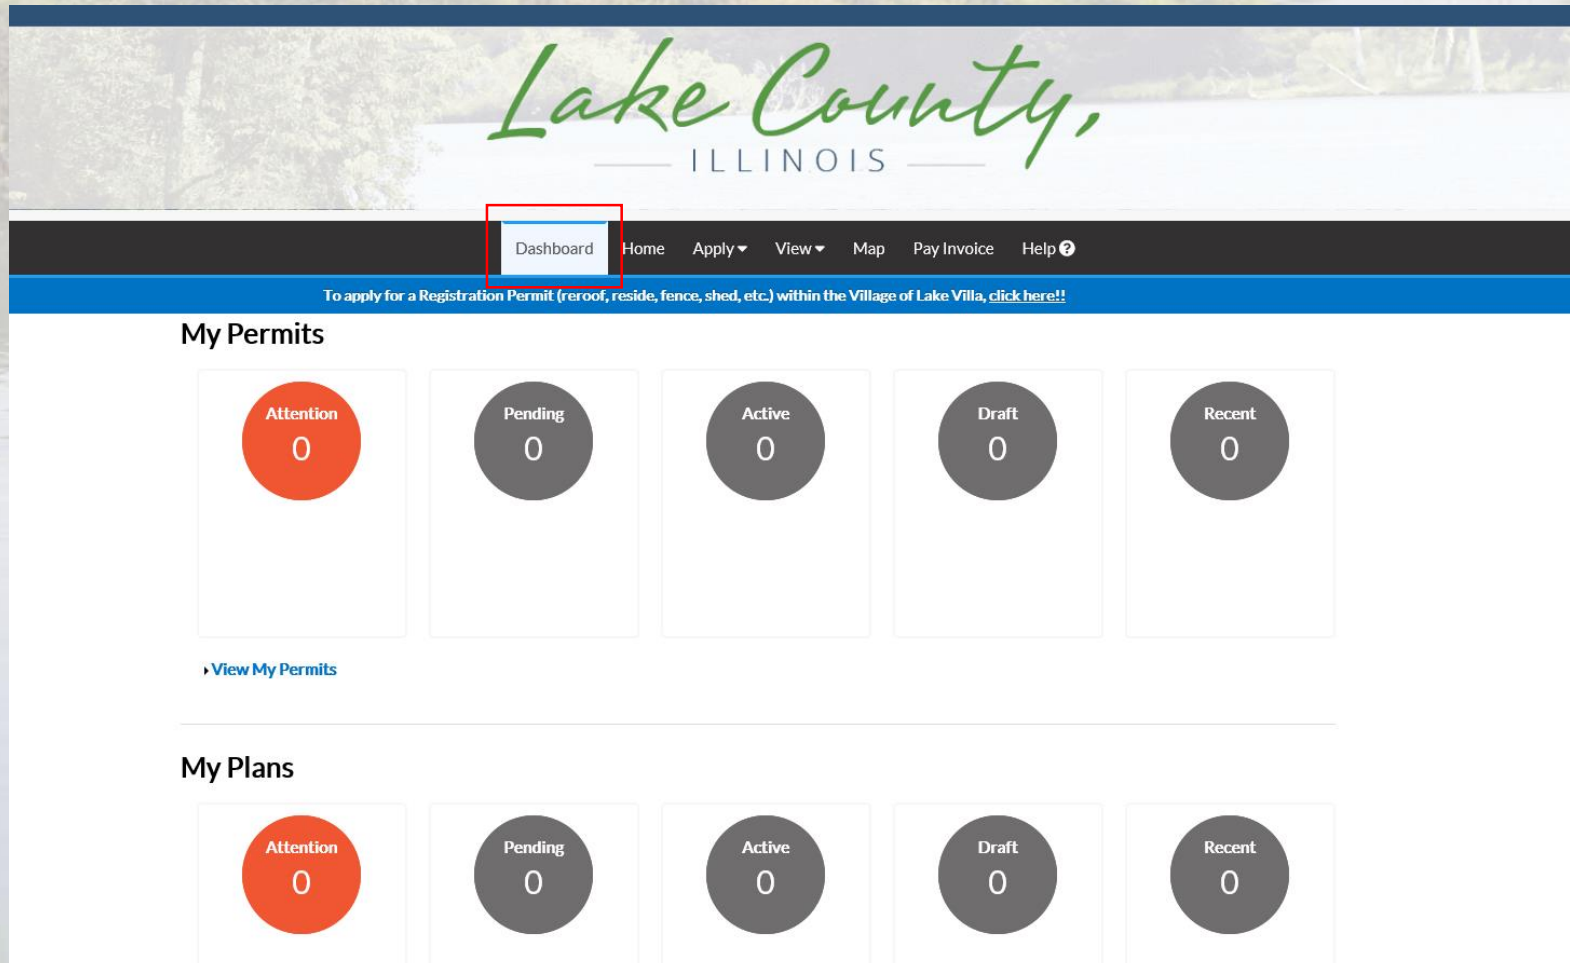 Lake County,
ILLINOIS
Dashboard Home Apply View Map Pay Invoice Help ?
To apply for a Registration Permit (reroof, reside, fence, shed, etc.) within the Village of Lake Villa, click here!!
My Permits
Attention Pending Active Draft Recent
0 0 0 0 0
View My Permits
My Plans
Attention Pending Active Draft Recent
0 0 0 0 0